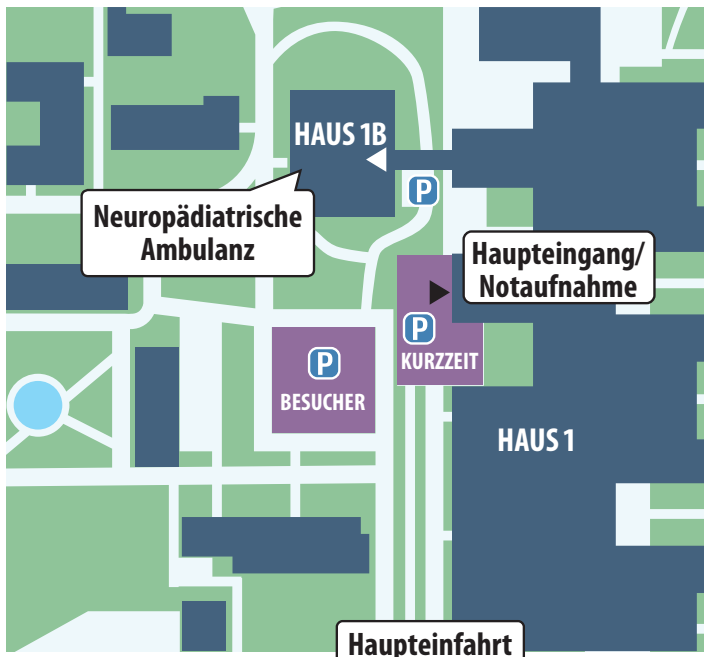 HAUS 1B
P
Neuropädiatrische
Ambulanz
Haupteingang/
Notaufnahme
P
KURZZEIT
P
BESUCHER
HAUS 1
Haupteinfahrt